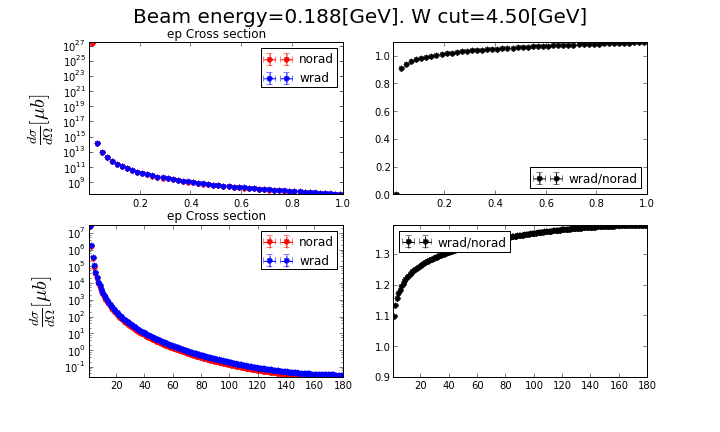 Beam energy=0.188[GeV]. W cut=4.50[GeV]
ep Cross section
dσ/dΩ [μb]
10^27
10^25
10^23
10^21
10^19
10^17
10^15
10^13
10^11
10^9
norad
wrad
0.2 0.4 0.6 0.8 1.0
1.0
0.8
0.6
0.4
0.2
0.0
wrad/norad
0.2 0.4 0.6 0.8 1.0
ep Cross section
dσ/dΩ [μb]
10^7
10^6
10^5
10^4
10^3
10^2
10^1
10^0
10^-1
norad
wrad
20 40 60 80 100 120 140 160 180
wrad/norad
1.3
1.2
1.1
1.0
0.9
20 40 60 80 100 120 140 160 180